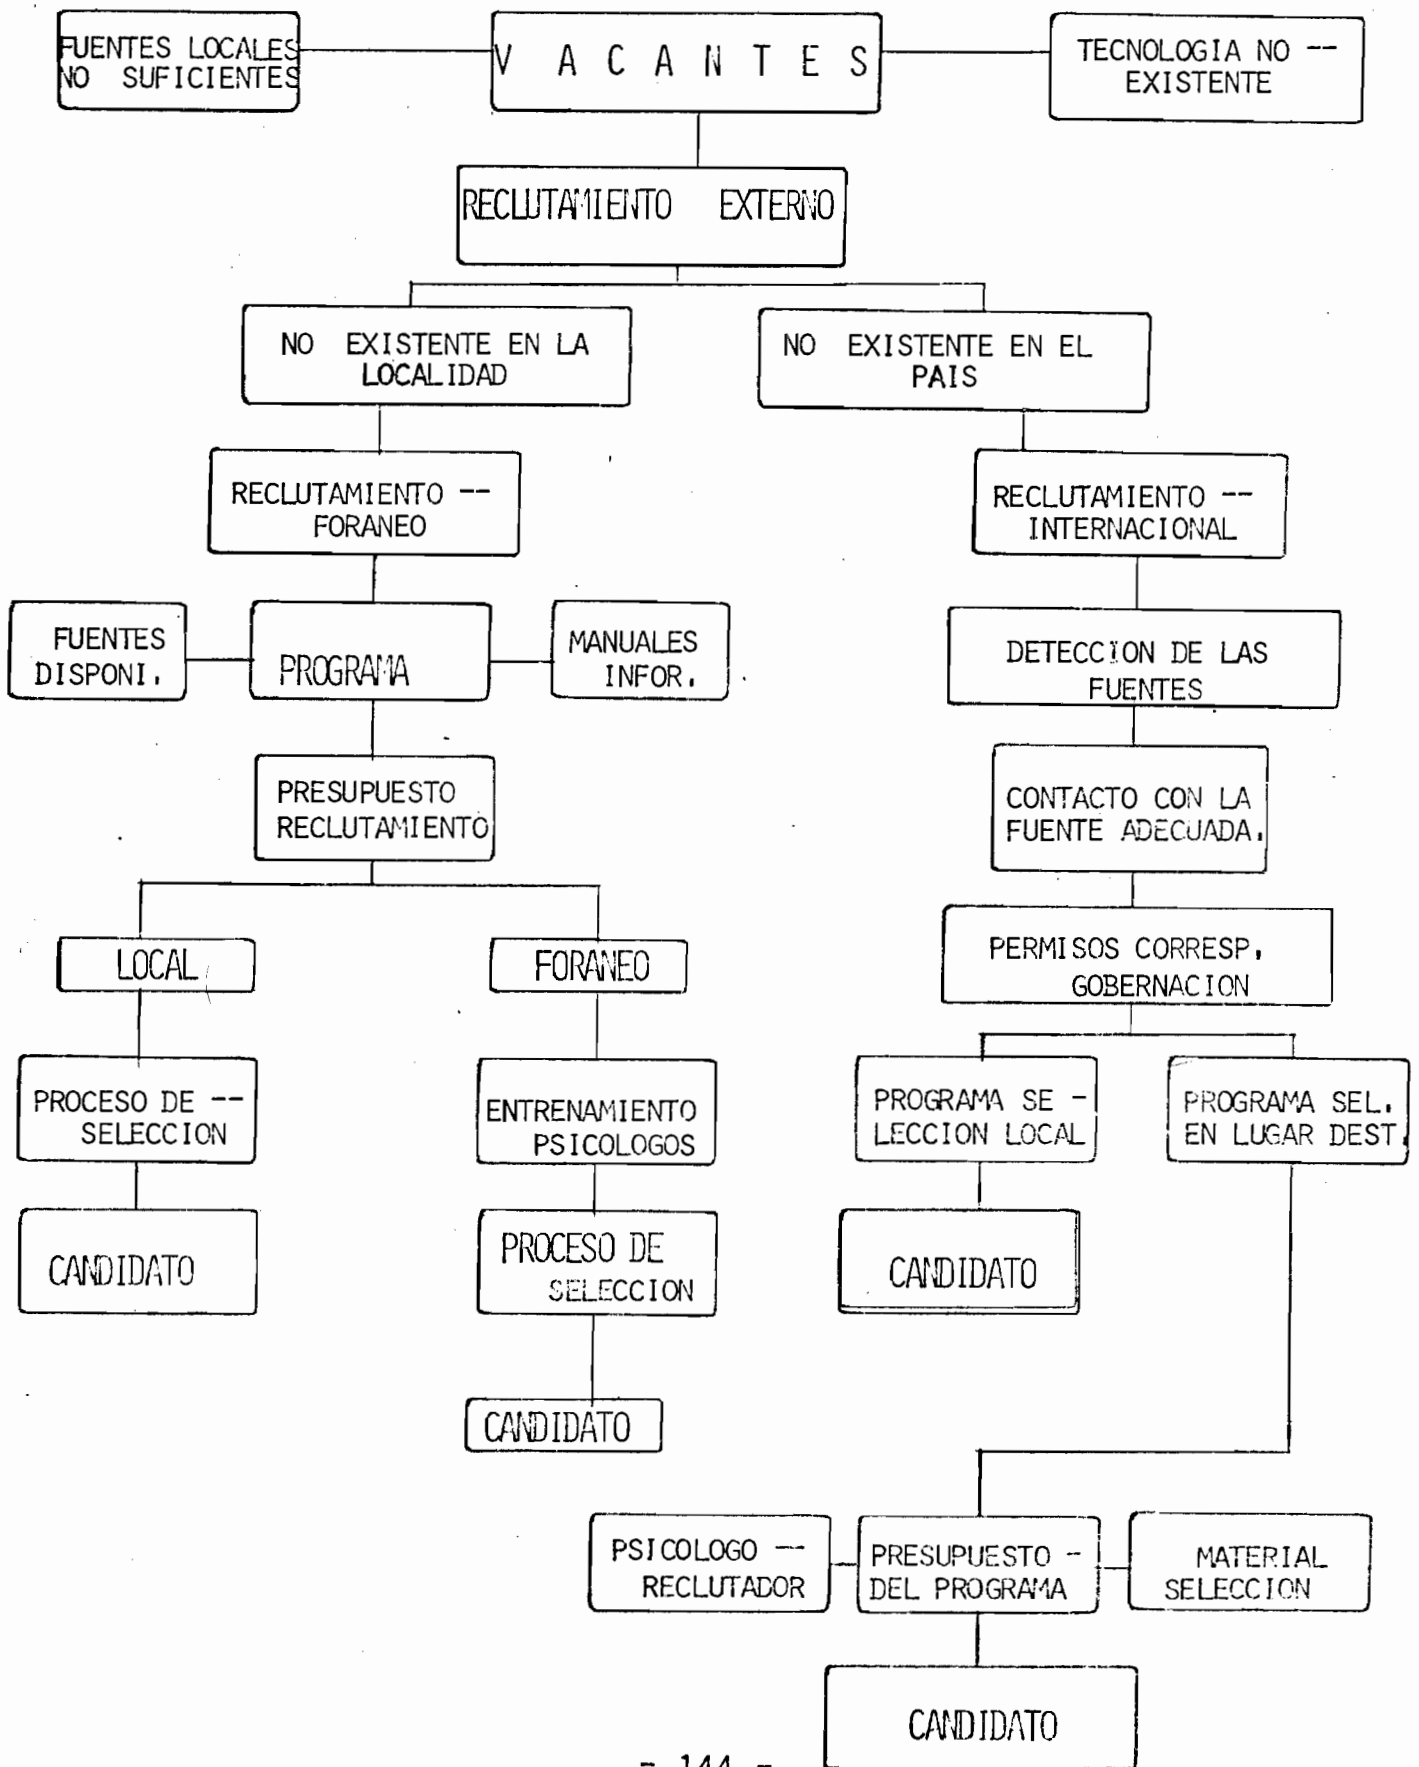 FUENTES LOCALES
NO SUFICIENTES
V A C A N T E S
TECNOLOGIA NO --
EXISTENTE
RECLUTAMIENTO EXTERNO
NO EXISTENTE EN LA
LOCALIDAD
NO EXISTENTE EN EL
PAIS
RECLUTAMIENTO --
FORANEO
RECLUTAMIENTO --
INTERNACIONAL
FUENTES
DISPONI.
PROGRAMA
MANUALES
INFOR.
DETECCION DE LAS
FUENTES
PRESUPUESTO
RECLUTAMIENTO
CONTACTO CON LA
FUENTE ADECUADA.
LOCAL
FORANEO
PERMISOS CORRESP.
GOBERNACION
PROCESO DE --
SELECCION
ENTRENAMIENTO
PSICOLOGOS
PROGRAMA SE -
LECCION LOCAL
PROGRAMA SEL.
EN LUGAR DEST.
CANDIDATO
PROCESO DE
SELECCION
CANDIDATO
CANDIDATO
PSICOLOGO --
RECLUTADOR
PRESUPUESTO -
DEL PROGRAMA
MATERIAL
SELECCION
CANDIDATO
- 144 -